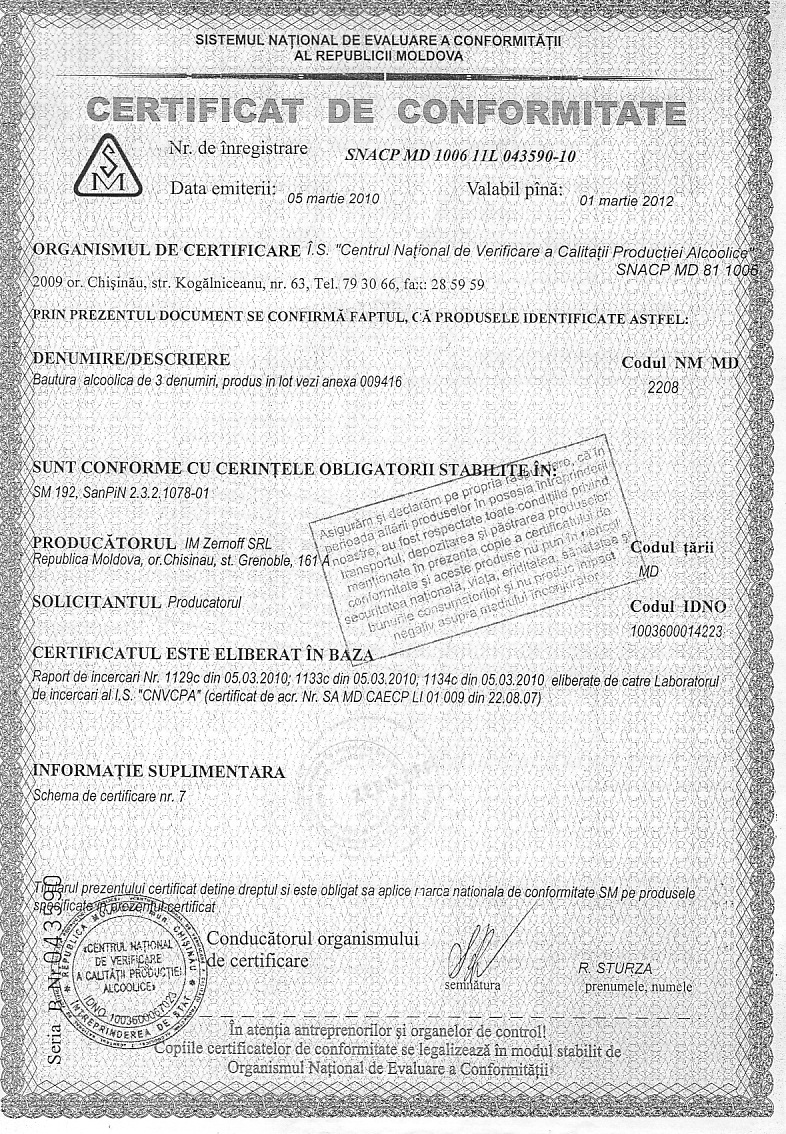 SISTEMUL NAȚIONAL DE EVALUARE A CONFORMITĂȚII
AL REPUBLICII MOLDOVA
CERTIFICAT DE CONFORMITATE
SM
Nr. de înregistrare SNACP MD 1006 11L 043590-10
Data emiterii: 05 martie 2010 Valabil pînă: 01 martie 2012
ORGANISMUL DE CERTIFICARE Î.S. "Centrul Național de Verificare a Calitații Producției Alcoolice"
SNACP MD 81 1006
2009 or. Chișinău, str. Kogălniceanu, nr. 63, Tel. 79 30 66, fax: 28 59 59
PRIN PREZENTUL DOCUMENT SE CONFIRMĂ FAPTUL, CĂ PRODUSELE IDENTIFICATE ASTFEL:
DENUMIRE/DESCRIERE Codul NM MD
Bautura alcoolica de 3 denumiri, produs in lot vezi anexa 009416 2208
SUNT CONFORME CU CERINȚELE OBLIGATORII STABILITE ÎN:
SM 192, SanPiN 2.3.2.1078-01
Asigurăm și declarăm pe propria răspundere, că în
perioada aflării produselor în posesia întreprinderii
noastre, au fost respectate toate condițiile privind
transportul, depozitarea și păstrarea produselor
menționate în prezenta copie a certificatului de
conformitate și aceste produse nu pun în pericol
securitatea națională, viața, eriditatea, sănătatea și
bunurile consumatorilor și nu produc impact
negativ asupra mediului înconjurător.
PRODUCĂTORUL IM Zernoff SRL Codul țării
Republica Moldova, or.Chisinau, st. Grenoble, 161 A MD
SOLICITANTUL Producatorul Codul IDNO
1003600014223
CERTIFICATUL ESTE ELIBERAT ÎN BAZA
Raport de incercari Nr. 1129c din 05.03.2010; 1133c din 05.03.2010, 1134c din 05.03.2010, eliberate de catre Laboratorul
de incercari al I.S. "CNVCPA" (certificat de acr. Nr. SA MD CAECP LI 01 009 din 22.08.07)
INFORMAȚIE SUPLIMENTARA
Schema de certificare nr. 7
Titularul prezentului certificat detine dreptul si este obligat sa aplice marca nationala de conformitate SM pe produsele
specificate in prezentul certificat
Seria B Nr. 043590
REPUBLICA MOLDOVA MUN. CHIȘINĂU
«CENTRUL NAȚIONAL
DE VERIFICARE
A CALITĂȚII PRODUCȚIEI
ALCOOLICE»
ÎNTREPRINDEREA DE STAT
Conducătorul organismului
de certificare
semnătura
R. STURZA
prenumele, numele
În atenția antreprenorilor și organelor de control!
Copiile certificatelor de conformitate se legalizează în modul stabilit de
Organismul Național de Evaluare a Conformității